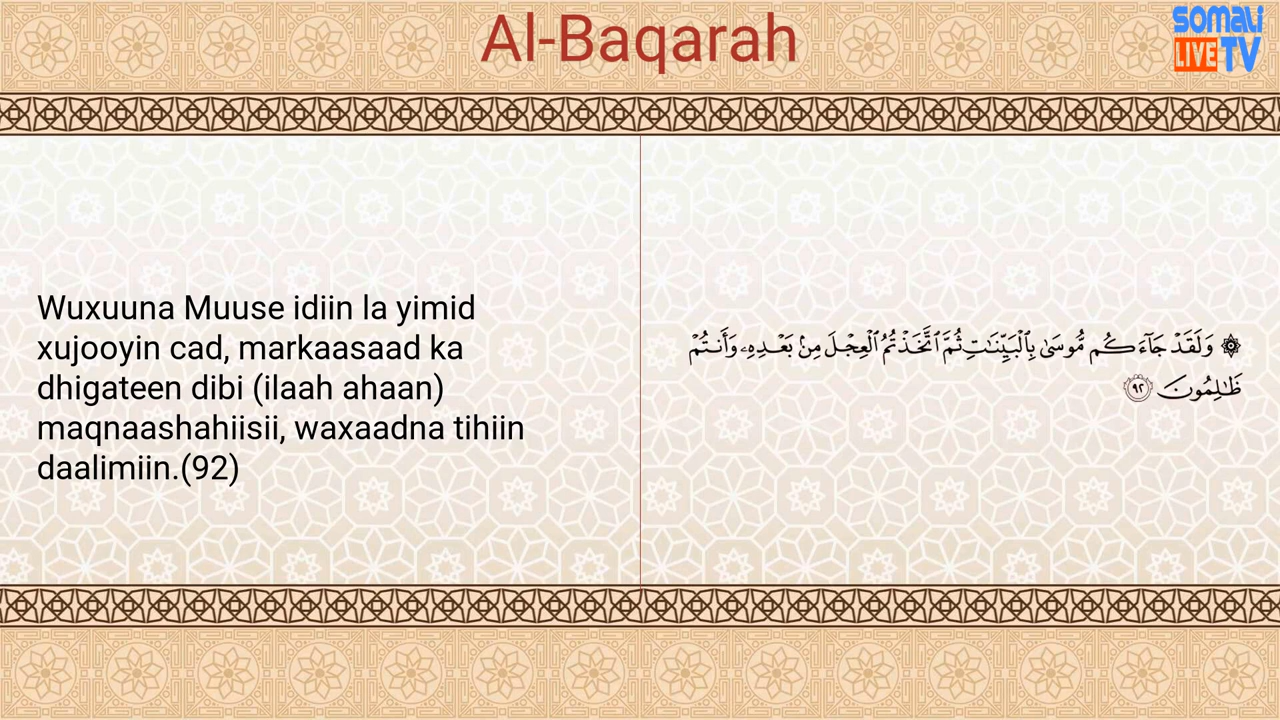 Al-Baqarah
SOMALI
LIVE TV
Wuxuuna Muuse idiin la yimid
xujooyin cad, markaasaad ka
dhigateen dibi (ilaah ahaan)
maqnaashahiisii, waxaadna tihiin
daalimiin.(92)
۞ وَلَقَدْ جَآءَكُم مُّوسَىٰ بِٱلْبَيِّنَـٰتِ ثُمَّ ٱتَّخَذْتُمُ ٱلْعِجْلَ مِنۢ بَعْدِهِۦ وَأَنتُمْ
ظَـٰلِمُونَ ٩٢